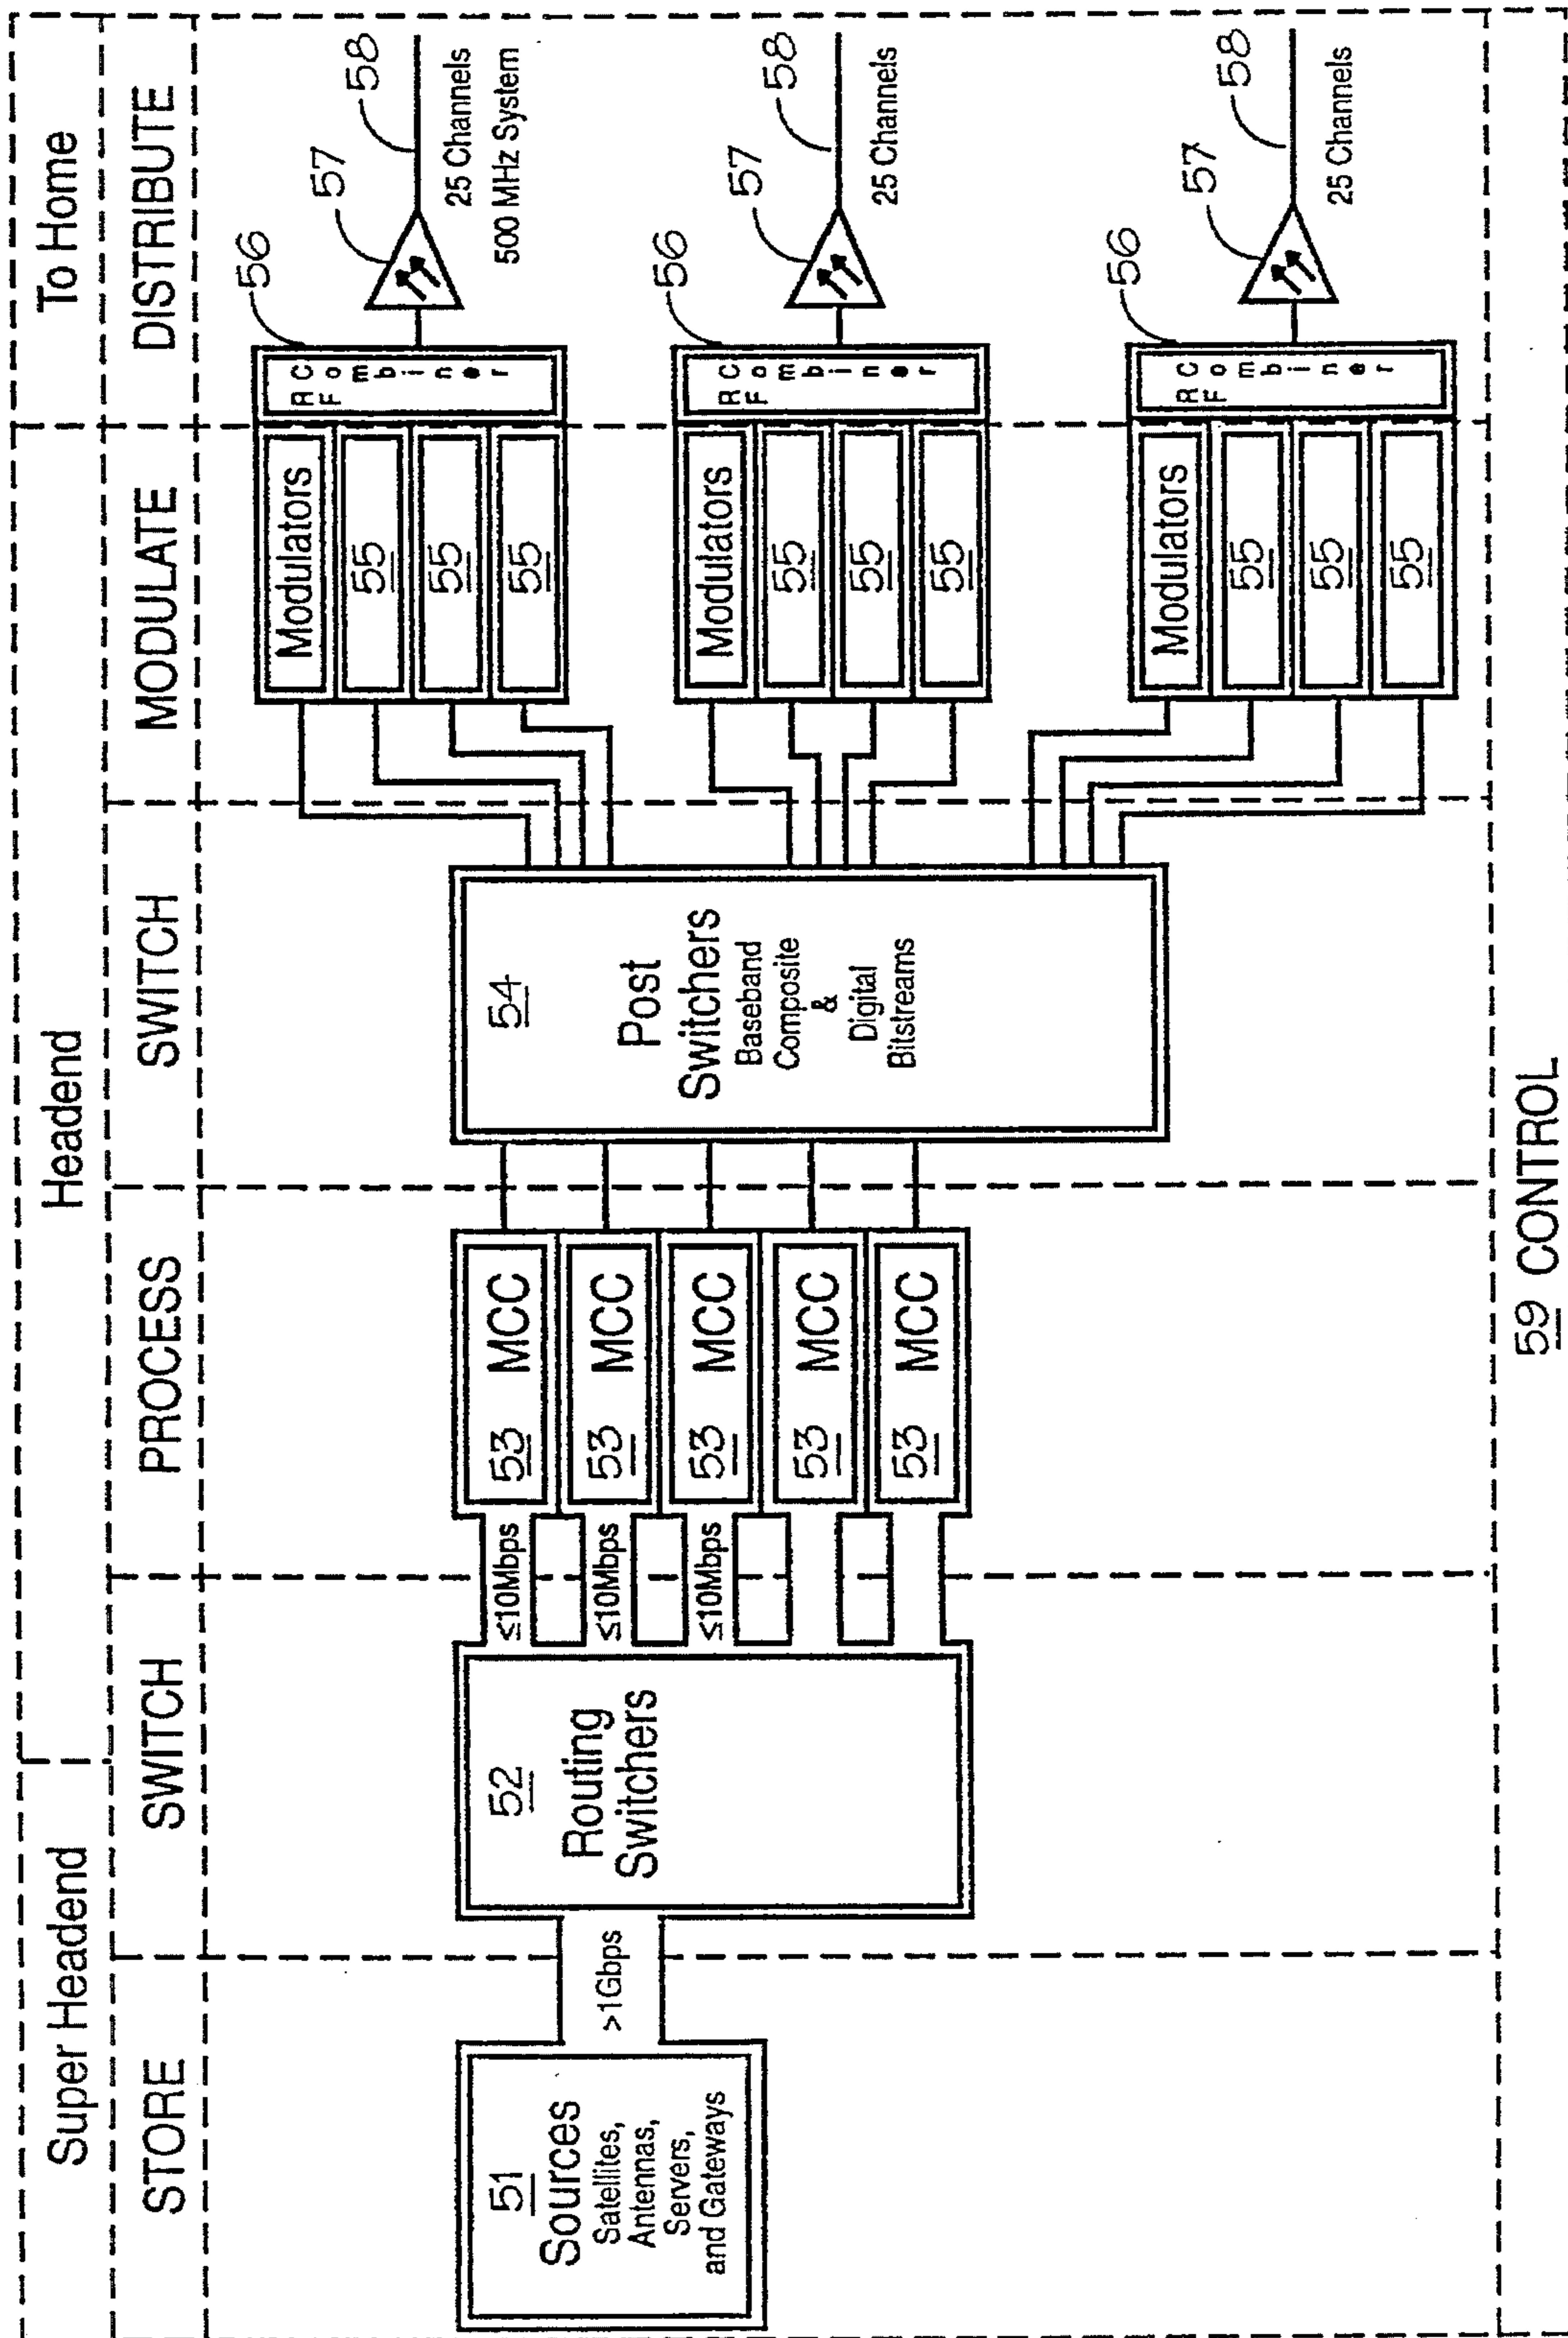 Super Headend
Headend
To Home
STORE
SWITCH
PROCESS
SWITCH
MODULATE
DISTRIBUTE
51
Sources
Satellites,
Antennas,
Servers,
and Gateways
>1Gbps
52
Routing
Switchers
≤10Mbps
≤10Mbps
≤10Mbps
53 MCC
53 MCC
53 MCC
53 MCC
53 MCC
54
Post
Switchers
Baseband
Composite
&
Digital
Bitstreams
Modulators
55
55
55
RF
Combiner
56
57
58
25 Channels
500 MHz System
Modulators
55
55
55
RF
Combiner
56
57
58
25 Channels
Modulators
55
55
55
RF
Combiner
56
57
58
25 Channels
59 CONTROL